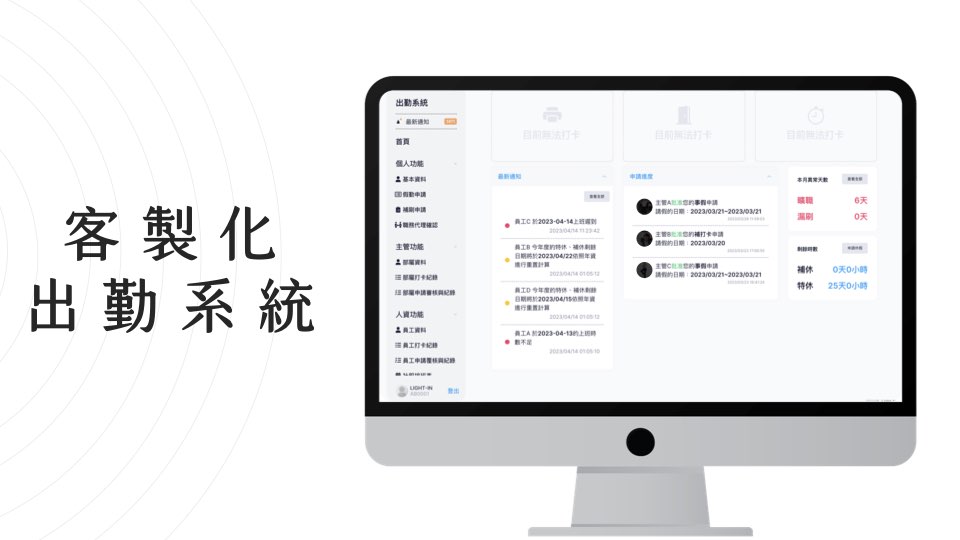 客製化
出勤系統
出勤系統
最新通知
首頁
個人功能
基本資料
假勤申請
補刷申請
職務代理確認
主管功能
部屬資料
部屬打卡紀錄
部屬申請審核與紀錄
人資功能
員工資料
員工打卡紀錄
員工申請覆核與紀錄
LIGHT-IN
AB0001
登出
目前無法打卡
目前無法打卡
目前無法打卡
最新通知
查看全部
員工C 於2023-04-14上班遲到
2023/04/14 11:23:42
員工B 今年度的特休、補休剩餘
日期將於2023/04/22依照年資
進行重置計算
2023/04/14 01:05:12
員工D 今年度的特休、補休剩餘
日期將於2023/04/15依照年資
進行重置計算
2023/04/14 01:05:12
員工A 於2023-04-13的上班時
數不足
2023/04/14 01:05:10
申請進度
主管A批准您的事假申請
請假的日期：2023/03/21~2023/03/21
主管B批准您的補打卡申請
請假的日期：2023/03/20
主管C批准您的事假申請
請假的日期：2023/03/21~2023/03/21
本月異常天數
查看全部
曠職 6天
漏刷 0天
剩餘時數
申請休假
補休 0天0小時
特休 25天0小時